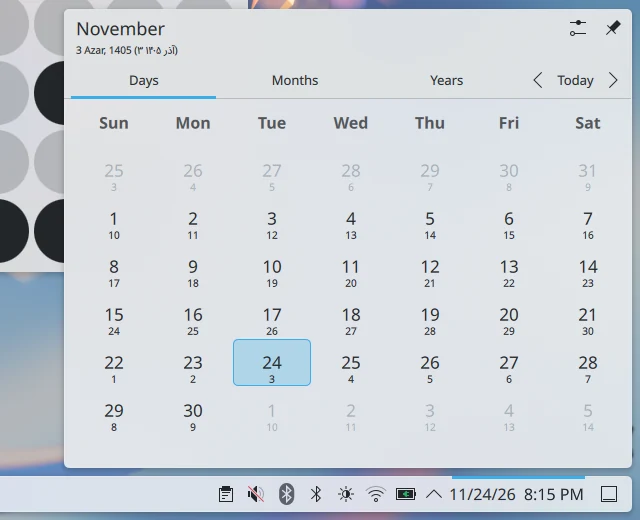 November
3 Azar, 1405 (۳ آذر ۱۴۰۵)
Days Months Years Today
Sun Mon Tue Wed Thu Fri Sat
25 26 27 28 29 30 31
3 4 5 6 7 8 9
1 2 3 4 5 6 7
10 11 12 13 14 15 16
8 9 10 11 12 13 14
17 18 19 20 21 22 23
15 16 17 18 19 20 21
24 25 26 27 28 29 30
22 23 24 25 26 27 28
1 2 3 4 5 6 7
29 30 1 2 3 4 5
8 9 10 11 12 13 14
11/24/26 8:15 PM